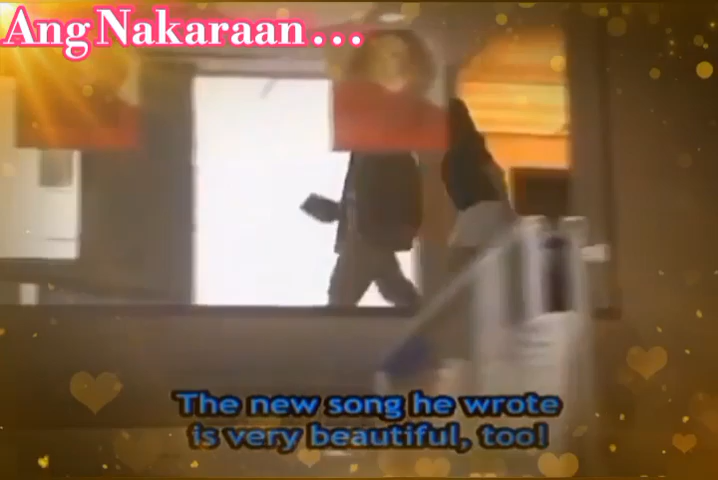 Ang Nakaraan...
The new song he wrote
is very beautiful, too!